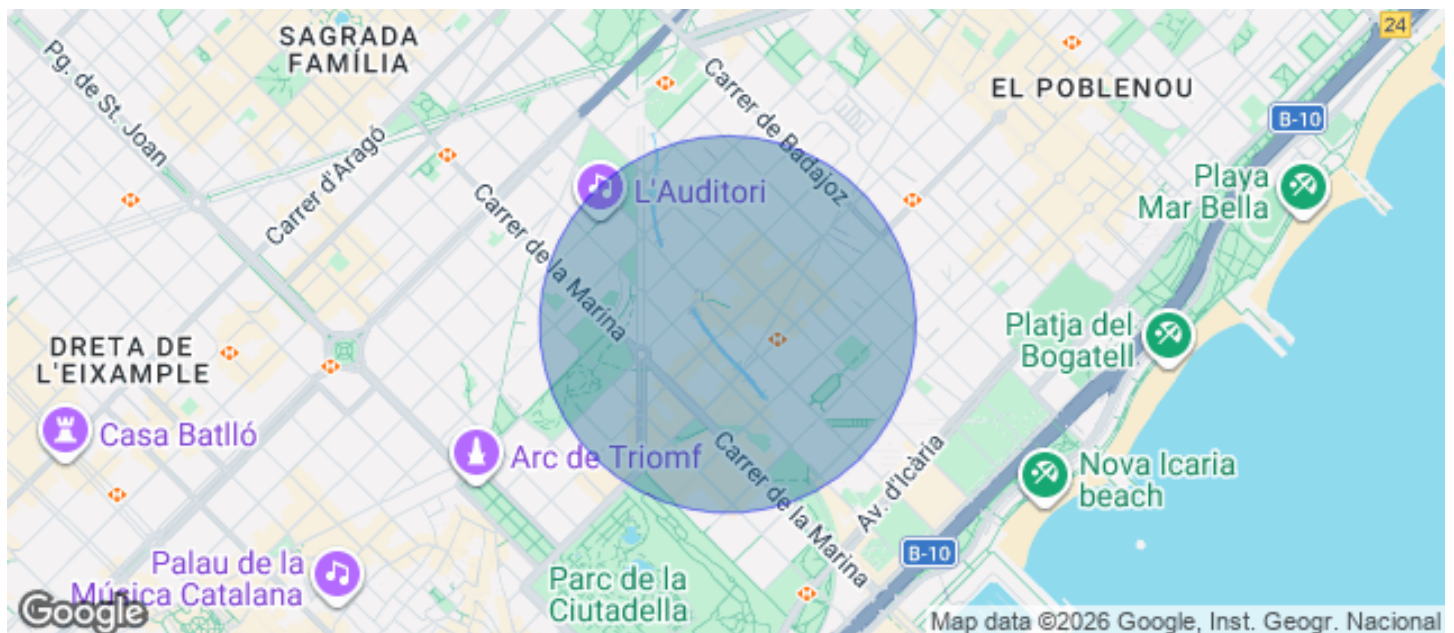 24
SAGRADA
FAMÍLIA
Pg. de St. Joan
Carrer de Badajoz
EL POBLENOU
B-10
Carrer d'Aragó
Playa
Mar Bella
L'Auditori
Carrer de la Marina
DRETA DE
L'EIXAMPLE
Platja del
Bogatell
Casa Batlló
Arc de Triomf
Carrer de la Marina
Av. d'Icària
Nova Icaria
beach
B-10
Palau de la
Música Catalana
Parc de la
Ciutadella
Google
Map data ©2026 Google, Inst. Geogr. Nacional